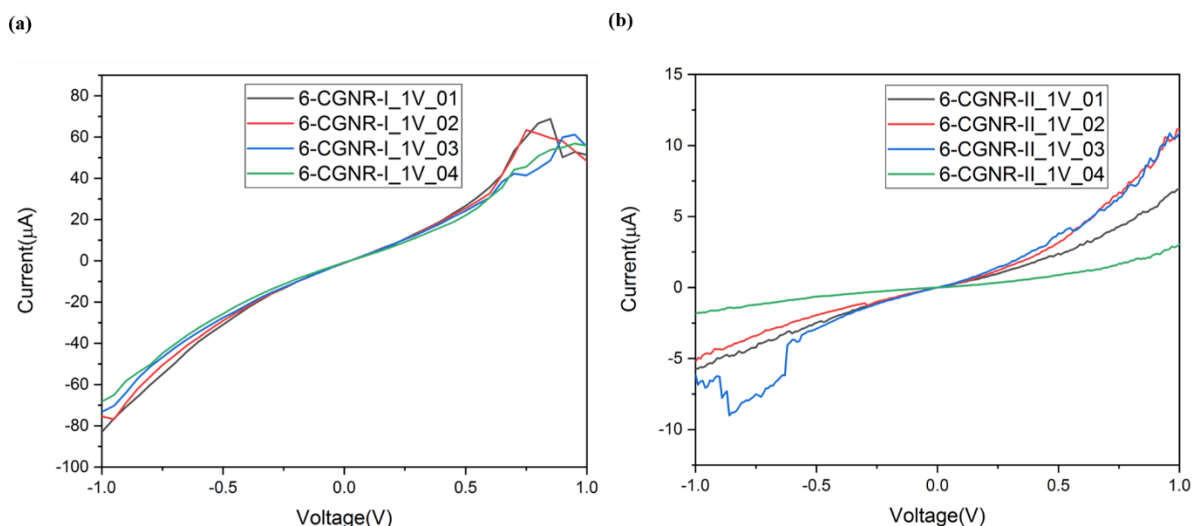 (a)
80
60
40
20
0
-20
-40
-60
-80
-100
Current(μA)
6-CGNR-I_1V_01
6-CGNR-I_1V_02
6-CGNR-I_1V_03
6-CGNR-I_1V_04
-1.0 -0.5 0.0 0.5 1.0
Voltage(V)
(b)
15
10
5
0
-5
-10
Current(μA)
6-CGNR-II_1V_01
6-CGNR-II_1V_02
6-CGNR-II_1V_03
6-CGNR-II_1V_04
-1.0 -0.5 0.0 0.5 1.0
Voltage(V)